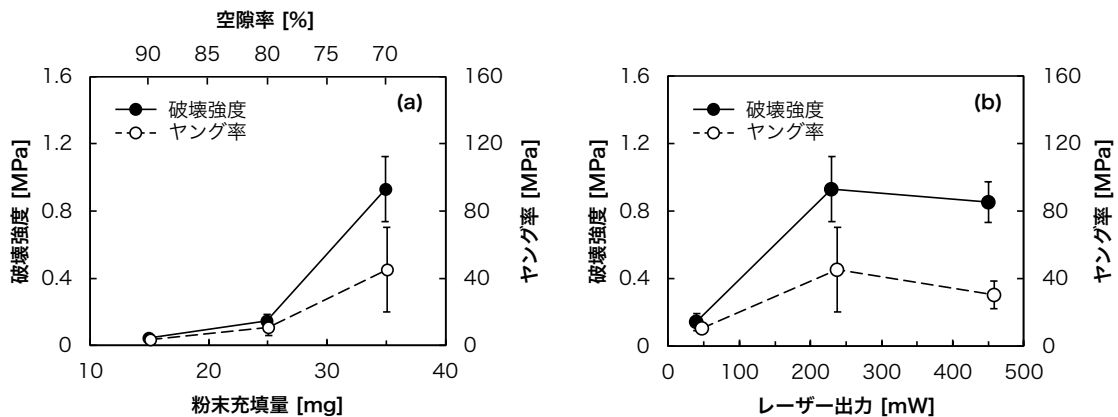 空隙率 [%]
90 85 80 75 70
1.6 160
(a)
破壊強度
ヤング率
1.2 120
0.8 80
0.4 40
0 0
破壊強度 [MPa]
ヤング率 [MPa]
10 20 30 40
粉末充填量 [mg]
1.6 160
(b)
破壊強度
ヤング率
1.2 120
0.8 80
0.4 40
0 0
破壊強度 [MPa]
ヤング率 [MPa]
0 100 200 300 400 500
レーザー出力 [mW]